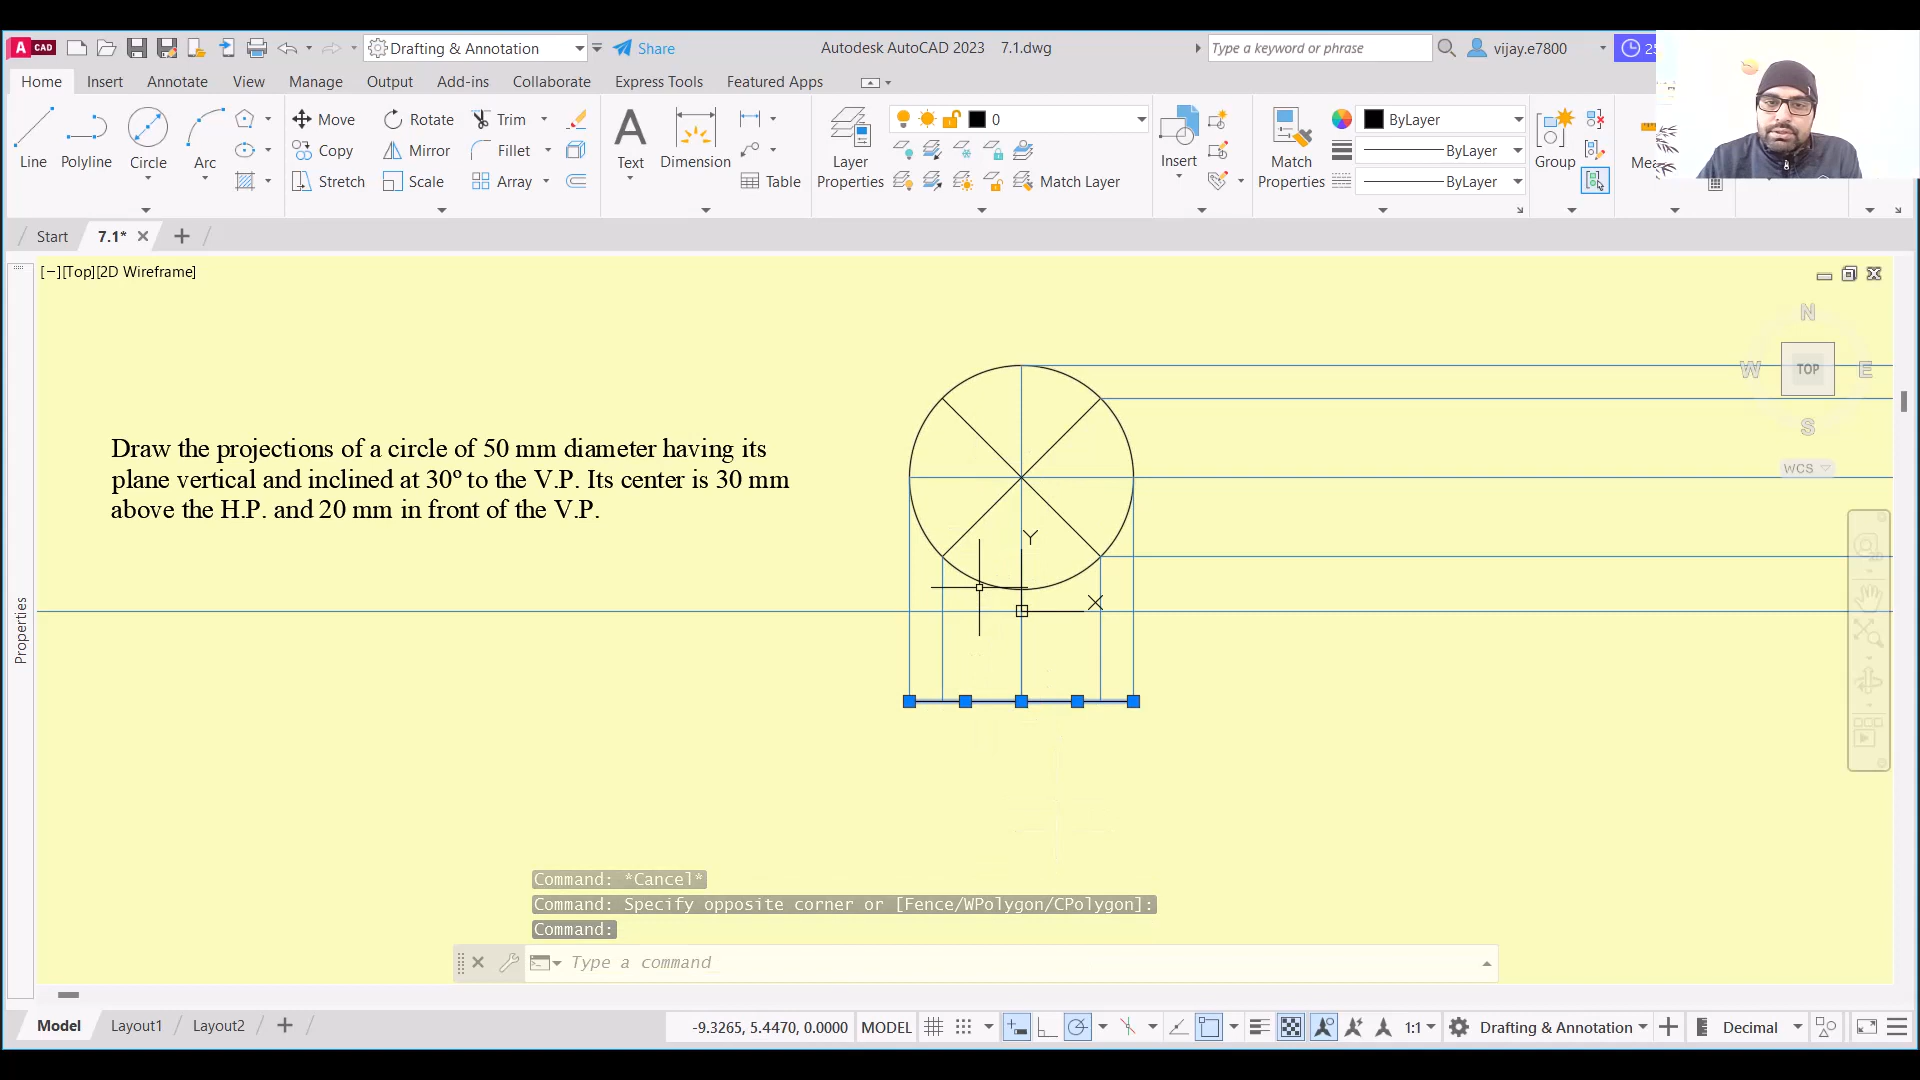 A CAD
Drafting & Annotation
Share
Autodesk AutoCAD 2023 7.1.dwg
Type a keyword or phrase
vijay.e7800
25
Home Insert Annotate View Manage Output Add-ins Collaborate Express Tools Featured Apps
Line
Polyline
Circle
Arc
Move
Rotate
Trim
Copy
Mirror
Fillet
Stretch
Scale
Array
Text
Dimension
Table
Layer
Properties
0
Match Layer
Insert
Match
Properties
ByLayer
ByLayer
ByLayer
Group
Mea
Start 7.1*
[−][Top][2D Wireframe]
Draw the projections of a circle of 50 mm diameter having its
plane vertical and inclined at 30º to the V.P. Its center is 30 mm
above the H.P. and 20 mm in front of the V.P.
Y
X
N
W TOP E
S
WCS
Properties
Command: *Cancel*
Command: Specify opposite corner or [Fence/WPolygon/CPolygon]:
Command:
Type a command
Model Layout1 Layout2
-9.3265, 5.4470, 0.0000 MODEL 1:1 Drafting & Annotation Decimal